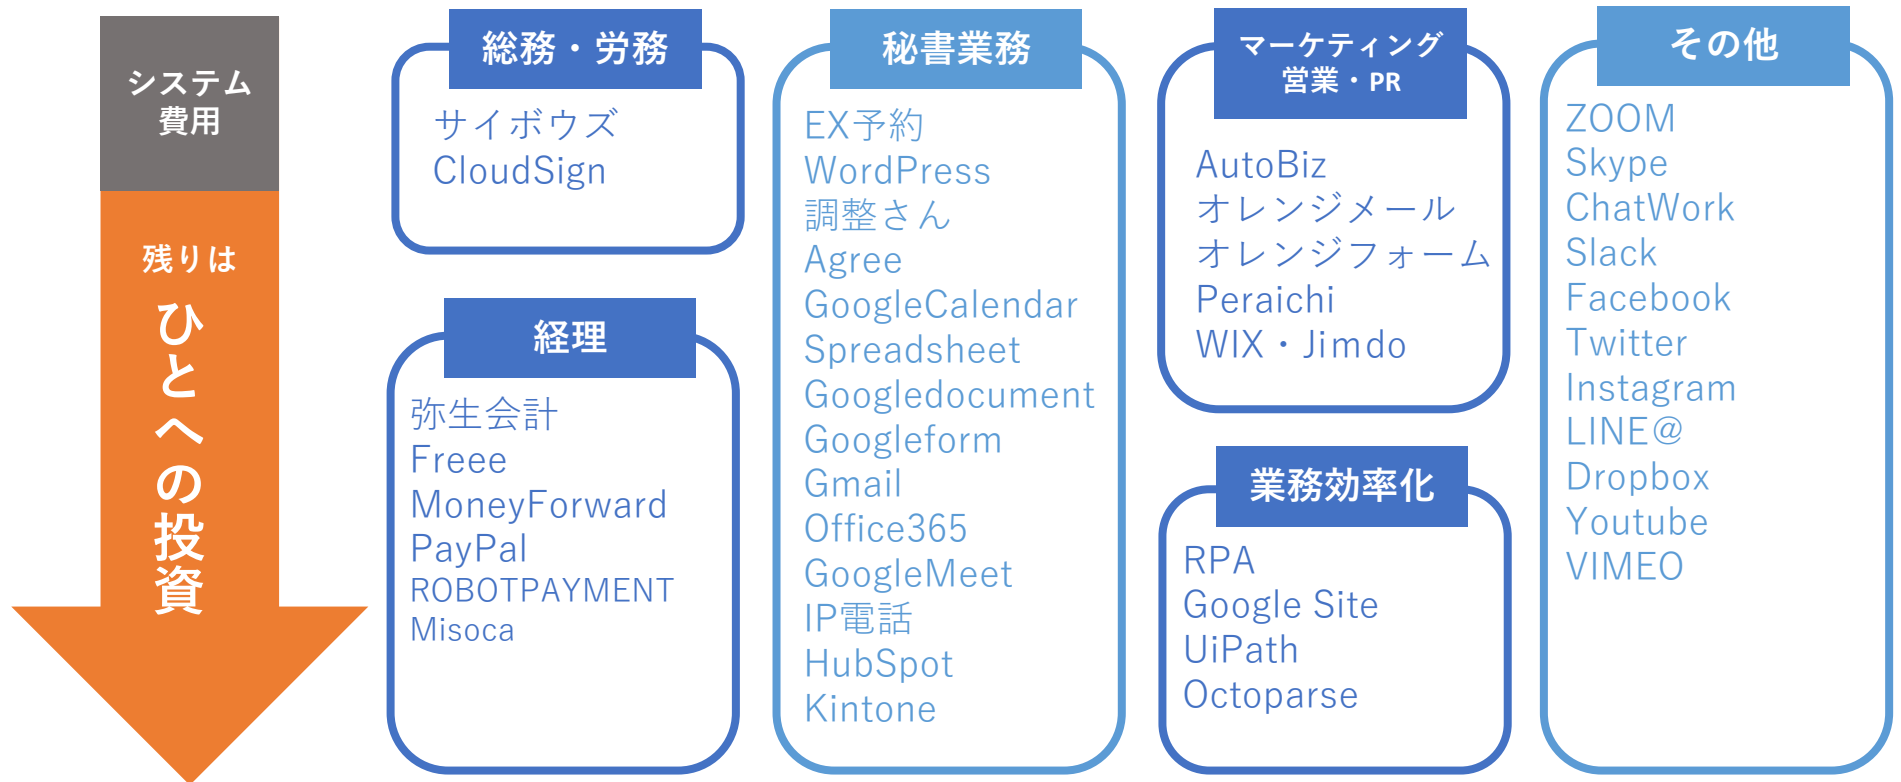 システム
費用
残りは
ひとへの投資
総務・労務
サイボウズ
CloudSign
経理
弥生会計
Freee
MoneyForward
PayPal
ROBOTPAYMENT
Misoca
秘書業務
EX予約
WordPress
調整さん
Agree
GoogleCalendar
Spreadsheet
Googledocument
Googleform
Gmail
Office365
GoogleMeet
IP電話
HubSpot
Kintone
マーケティング
営業・PR
AutoBiz
オレンジメール
オレンジフォーム
Peraichi
WIX・Jimdo
業務効率化
RPA
Google Site
UiPath
Octoparse
その他
ZOOM
Skype
ChatWork
Slack
Facebook
Twitter
Instagram
LINE@
Dropbox
Youtube
VIMEO